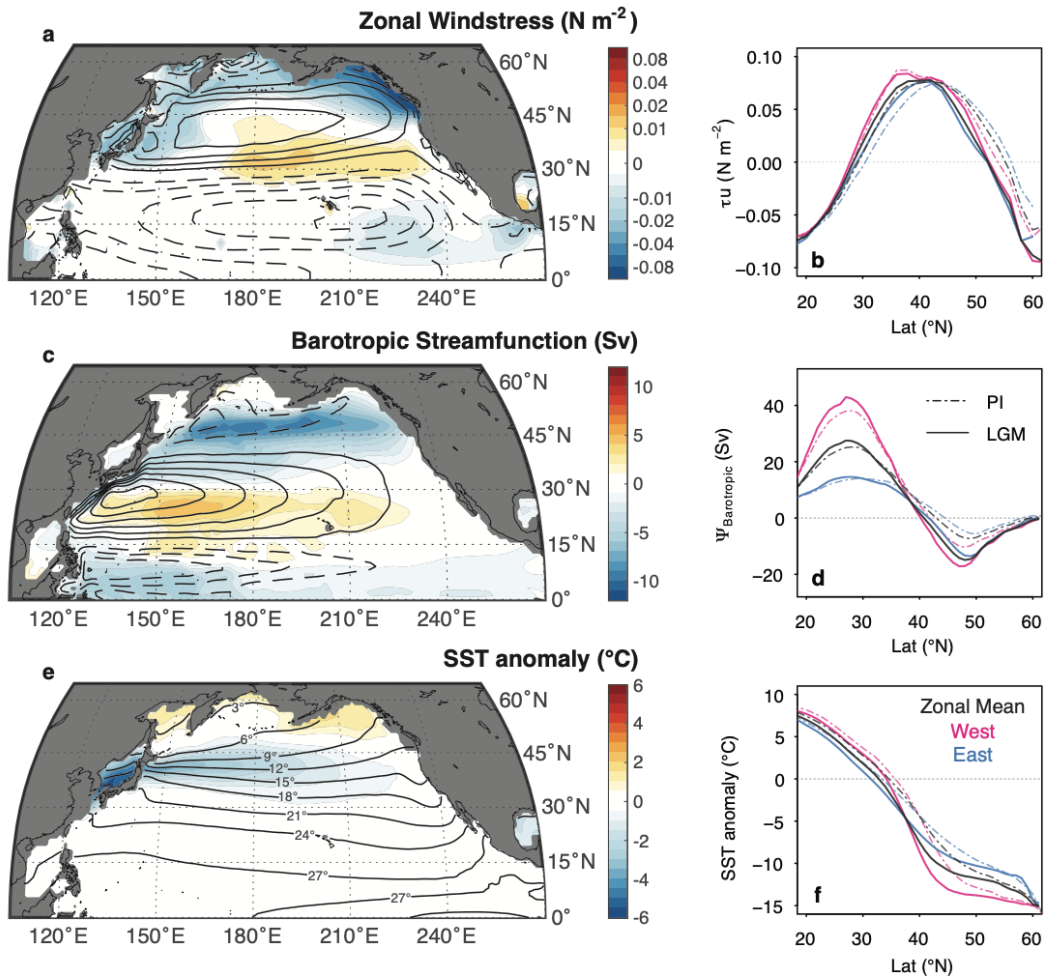 Zonal Windstress (N m-2)
a
60°N
45°N
30°N
15°N
0°
120°E 150°E 180°E 210°E 240°E
0.08
0.04
0.02
0.01
0
-0.01
-0.02
-0.04
-0.08
0.10
0.05
0.00
−0.05
−0.10
τu (N m−2)
b
20 30 40 50 60
Lat (°N)
Barotropic Streamfunction (Sv)
c
60°N
45°N
30°N
15°N
0°
120°E 150°E 180°E 210°E 240°E
10
5
0
-5
-10
40
20
0
−20
ΨBarotropic (Sv)
PI
LGM
d
20 30 40 50 60
Lat (°N)
SST anomaly (°C)
e
3°
6°
9°
12°
15°
18°
21°
24°
27°
27°
60°N
45°N
30°N
15°N
0°
120°E 150°E 180°E 210°E 240°E
6
4
2
0
-2
-4
-6
10
5
0
−5
−10
−15
SST anomaly (°C)
Zonal Mean
West
East
f
20 30 40 50 60
Lat (°N)